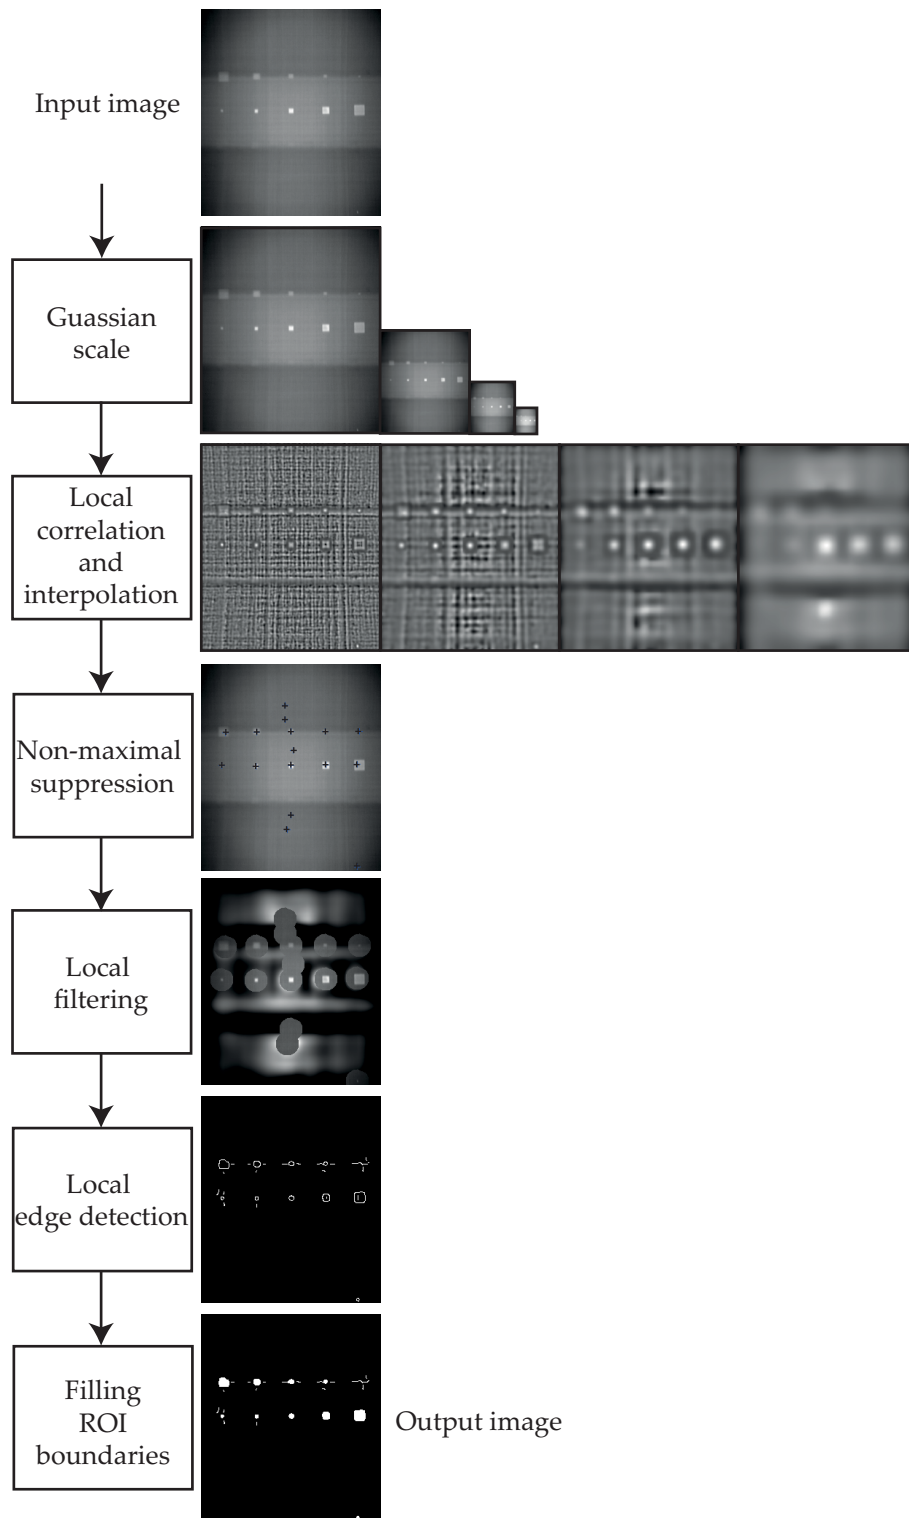 Input image
Guassian
scale
Local
correlation
and
interpolation
Non-maximal
suppression
Local
filtering
Local
edge detection
Filling
ROI
boundaries
Output image